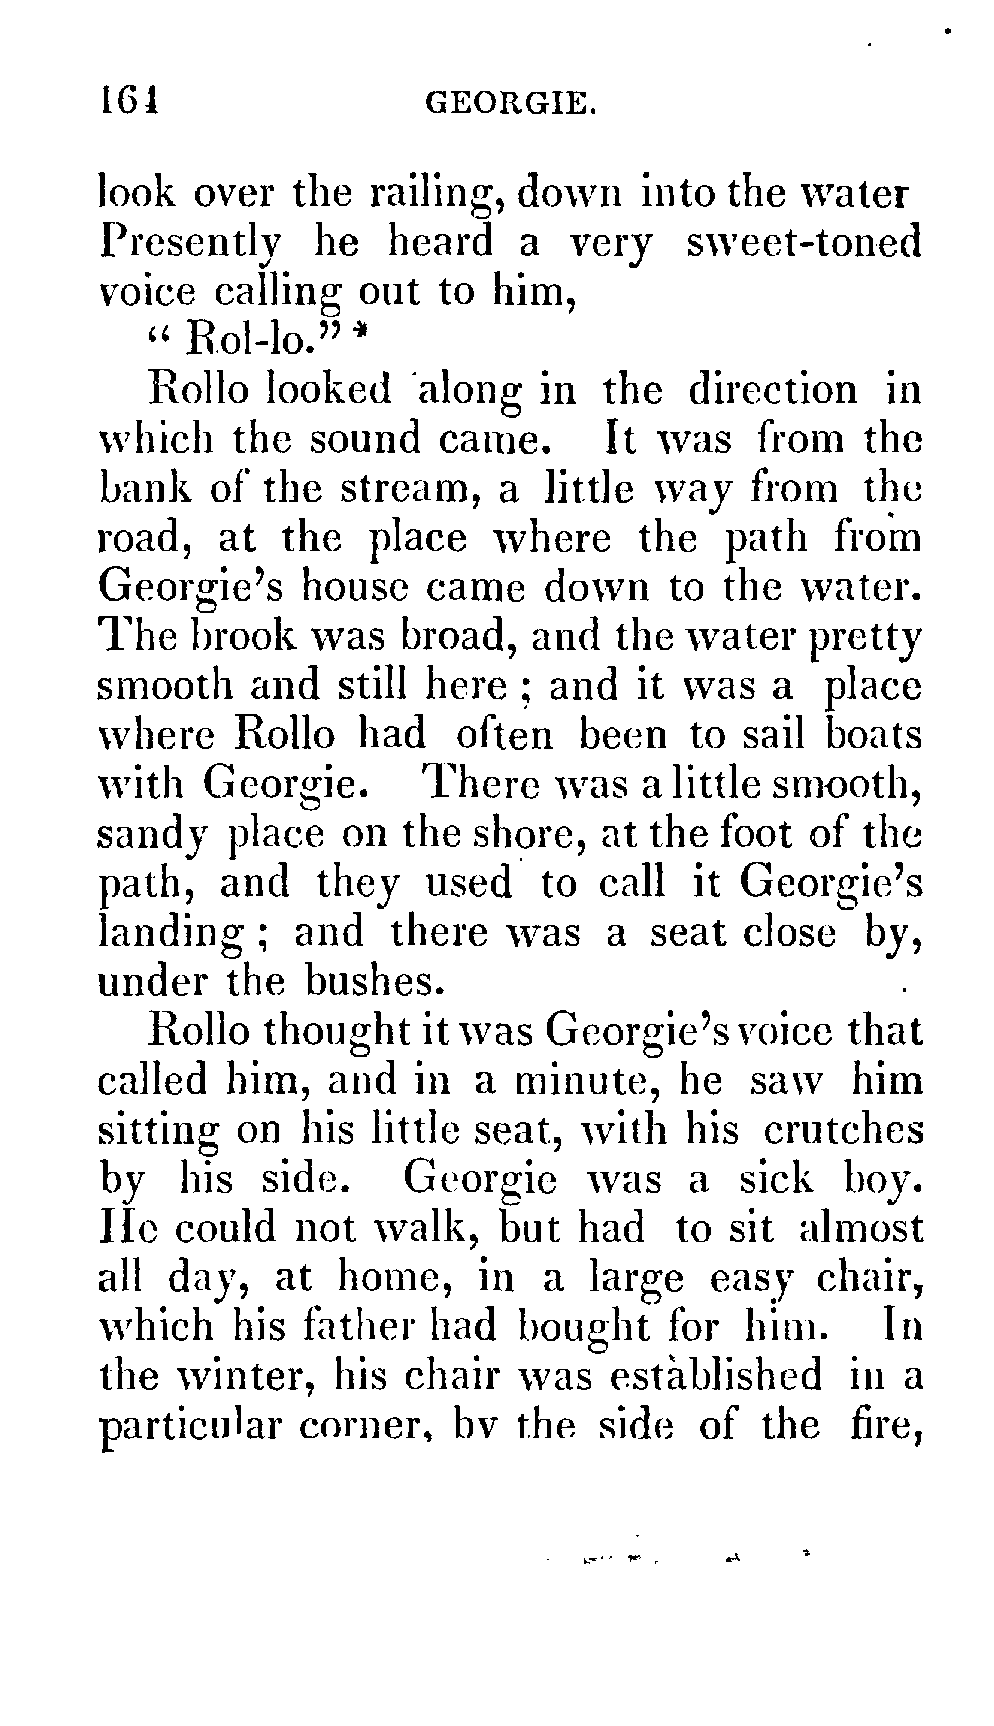 164 GEORGIE.
look over the railing, down into the water
Presently he heard a very sweet-toned
voice calling out to him,
“ Rol-lo.” *
Rollo looked along in the direction in
which the sound came. It was from the
bank of the stream, a little way from the
road, at the place where the path from
Georgie’s house came down to the water.
The brook was broad, and the water pretty
smooth and still here ; and it was a place
where Rollo had often been to sail boats
with Georgie. There was a little smooth,
sandy place on the shore, at the foot of the
path, and they used to call it Georgie’s
landing ; and there was a seat close by,
under the bushes.
Rollo thought it was Georgie’s voice that
called him, and in a minute, he saw him
sitting on his little seat, with his crutches
by his side. Georgie was a sick boy.
He could not walk, but had to sit almost
all day, at home, in a large easy chair,
which his father had bought for him. In
the winter, his chair was established in a
particular corner, by the side of the fire,